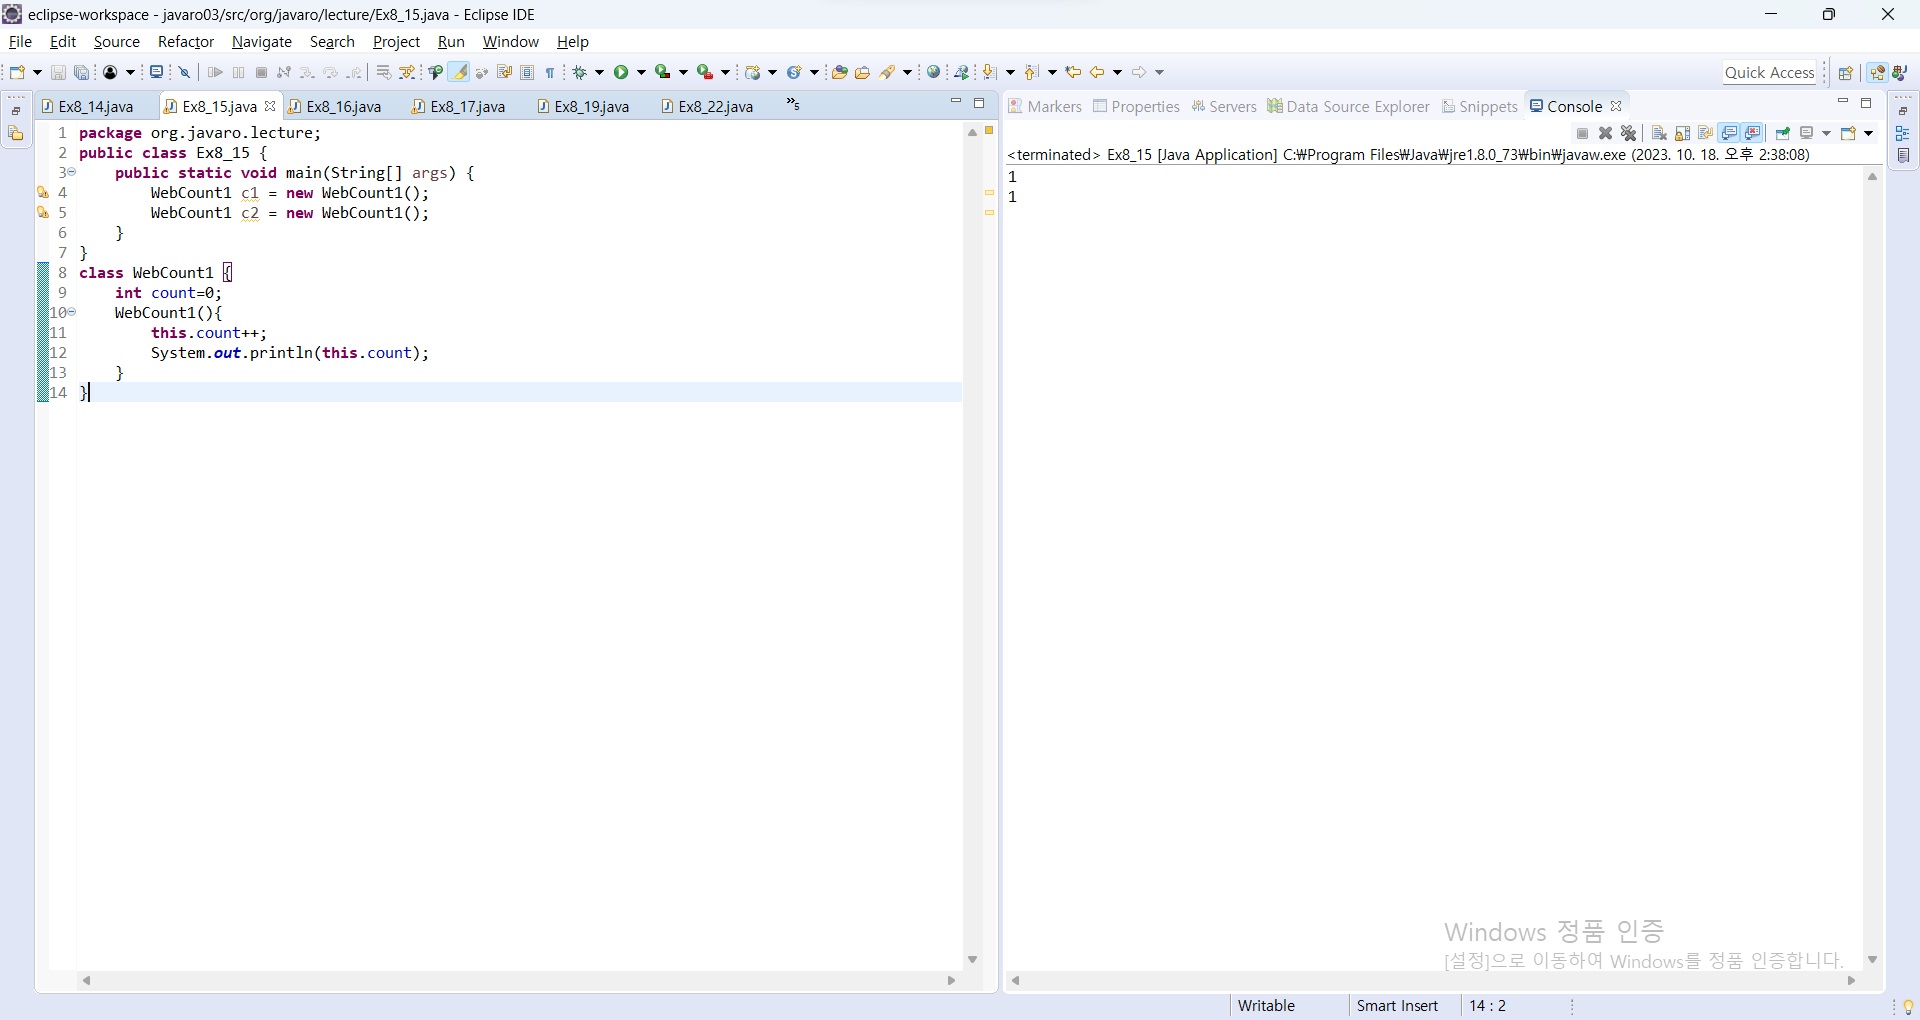 eclipse-workspace - javaro03/src/org/javaro/lecture/Ex8_15.java - Eclipse IDE
File Edit Source Refactor Navigate Search Project Run Window Help
Quick Access
Ex8_14.java Ex8_15.java Ex8_16.java Ex8_17.java Ex8_19.java Ex8_22.java »5
Markers Properties Servers Data Source Explorer Snippets Console
<terminated> Ex8_15 [Java Application] C:₩Program Files₩Java₩jre1.8.0_73₩bin₩javaw.exe (2023. 10. 18. 오후 2:38:08)
1 package org.javaro.lecture;
2 public class Ex8_15 {
3 public static void main(String[] args) {
4 WebCount1 c1 = new WebCount1();
5 WebCount1 c2 = new WebCount1();
6 }
7 }
8 class WebCount1 {
9 int count=0;
10 WebCount1(){
11 this.count++;
12 System.out.println(this.count);
13 }
14 }
1
1
Windows 정품 인증
[설정]으로 이동하여 Windows를 정품 인증합니다.
Writable Smart Insert 14 : 2